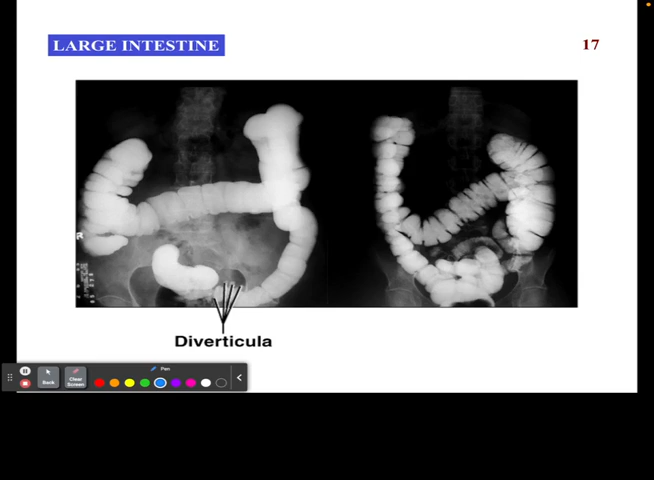 LARGE INTESTINE
17
R
Diverticula
Pen
Back
Clear
Screen